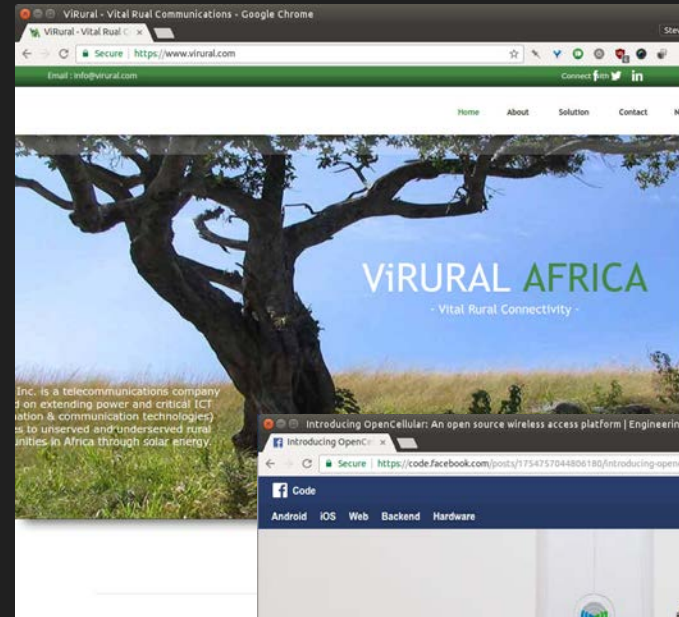 ViRural - Vital Rual Communications - Google Chrome
ViRural - Vital Rual C
Stev
Secure https://www.virural.com
Email : info@virural.com
Connect with
in
Home About Solution Contact N
ViRURAL AFRICA
- Vital Rural Connectivity -
Inc. is a telecommunications company
d on extending power and critical ICT
nation & communication technologies)
es to unserved and underserved rural
unities in Africa through solar energy.
Introducing OpenCellular: An open source wireless access platform | Engineerin
Introducing OpenCe
Secure https://code.facebook.com/posts/1754757044806180/introducing-openc
Code
Android iOS Web Backend Hardware